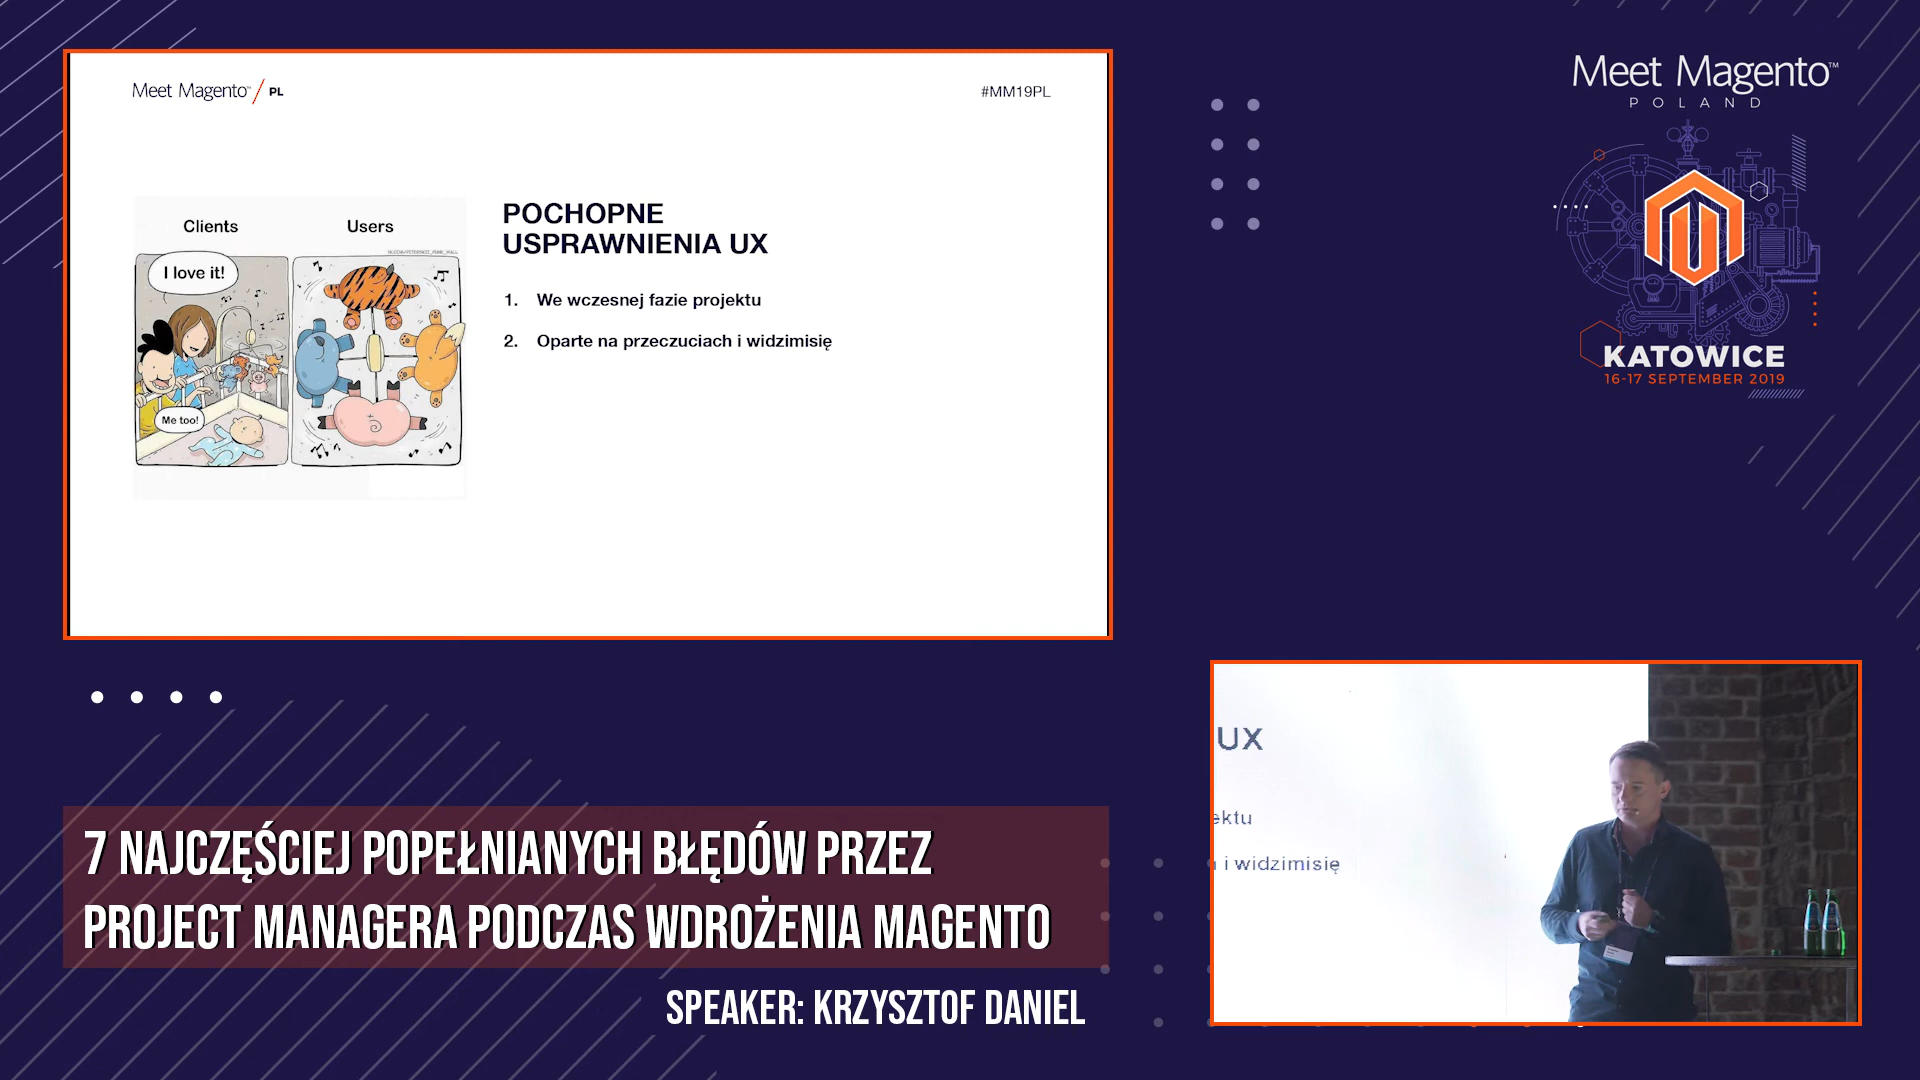 Meet Magento™ PL
#MM19PL
Clients
Users
I love it!
Me too!
POCHOPNE
USPRAWNIENIA UX
1. We wczesnej fazie projektu
2. Oparte na przeczuciach i widzimisię
Meet Magento™
POLAND
KATOWICE
16-17 SEPTEMBER 2019
UX
ektu
i widzimisię
7 NAJCZĘŚCIEJ POPEŁNIANYCH BŁĘDÓW PRZEZ
PROJECT MANAGERA PODCZAS WDROŻENIA MAGENTO
SPEAKER: KRZYSZTOF DANIEL